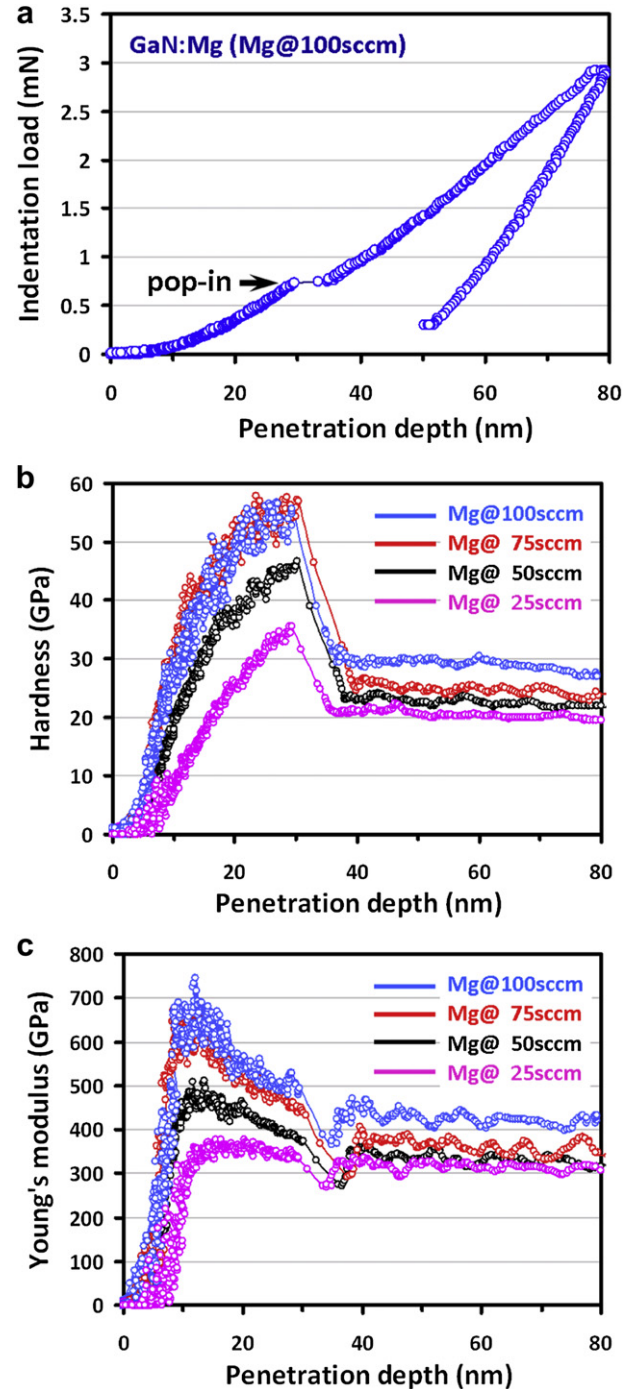 a
GaN:Mg (Mg@100sccm)
Indentation load (mN)
3.5
3
2.5
2
1.5
1
0.5
0
pop-in
0 20 40 60 80
Penetration depth (nm)
b
Hardness (GPa)
60
50
40
30
20
10
0
Mg@100sccm
Mg@ 75sccm
Mg@ 50sccm
Mg@ 25sccm
0 20 40 60 80
Penetration depth (nm)
c
Young's modulus (GPa)
800
700
600
500
400
300
200
100
0
Mg@100sccm
Mg@ 75sccm
Mg@ 50sccm
Mg@ 25sccm
0 20 40 60 80
Penetration depth (nm)